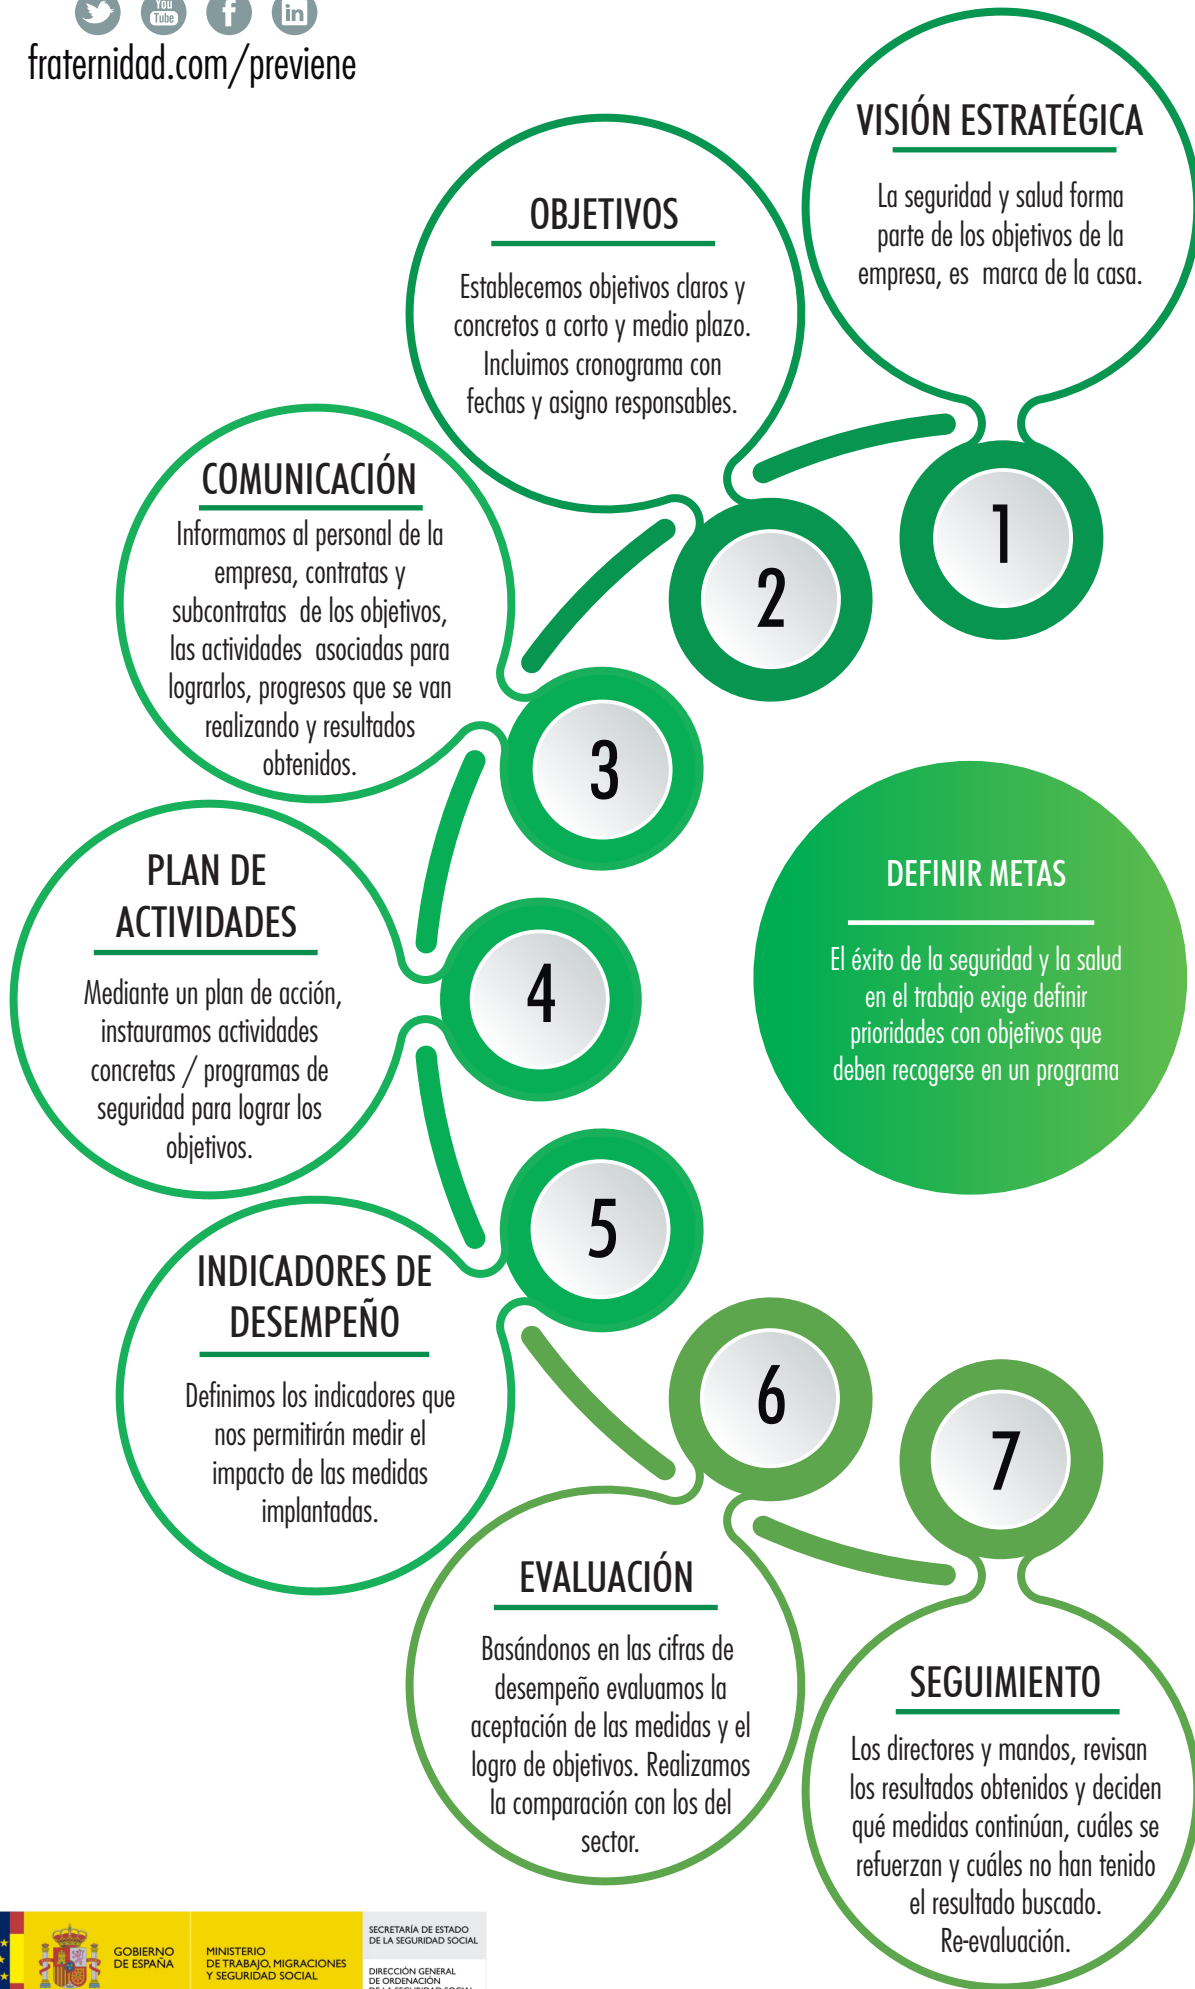 You
Tube
f
in
fraternidad.com/previene
VISIÓN ESTRATÉGICA
La seguridad y salud forma
parte de los objetivos de la
empresa, es marca de la casa.
1
OBJETIVOS
Establecemos objetivos claros y
concretos a corto y medio plazo.
Incluimos cronograma con
fechas y asigno responsables.
2
COMUNICACIÓN
Informamos al personal de la
empresa, contratas y
subcontratas de los objetivos,
las actividades asociadas para
lograrlos, progresos que se van
realizando y resultados
obtenidos.
3
DEFINIR METAS
El éxito de la seguridad y la salud
en el trabajo exige definir
prioridades con objetivos que
deben recogerse en un programa
PLAN DE
ACTIVIDADES
Mediante un plan de acción,
instauramos actividades
concretas / programas de
seguridad para lograr los
objetivos.
4
INDICADORES DE
DESEMPEÑO
Definimos los indicadores que
nos permitirán medir el
impacto de las medidas
implantadas.
5
6
EVALUACIÓN
Basándonos en las cifras de
desempeño evaluamos la
aceptación de las medidas y el
logro de objetivos. Realizamos
la comparación con los del
sector.
7
SEGUIMIENTO
Los directores y mandos, revisan
los resultados obtenidos y deciden
qué medidas continúan, cuáles se
refuerzan y cuáles no han tenido
el resultado buscado.
Re-evaluación.
GOBIERNO
DE ESPAÑA
MINISTERIO
DE TRABAJO, MIGRACIONES
Y SEGURIDAD SOCIAL
SECRETARÍA DE ESTADO
DE LA SEGURIDAD SOCIAL
DIRECCIÓN GENERAL
DE ORDENACIÓN
DE LA SEGURIDAD SOCIAL